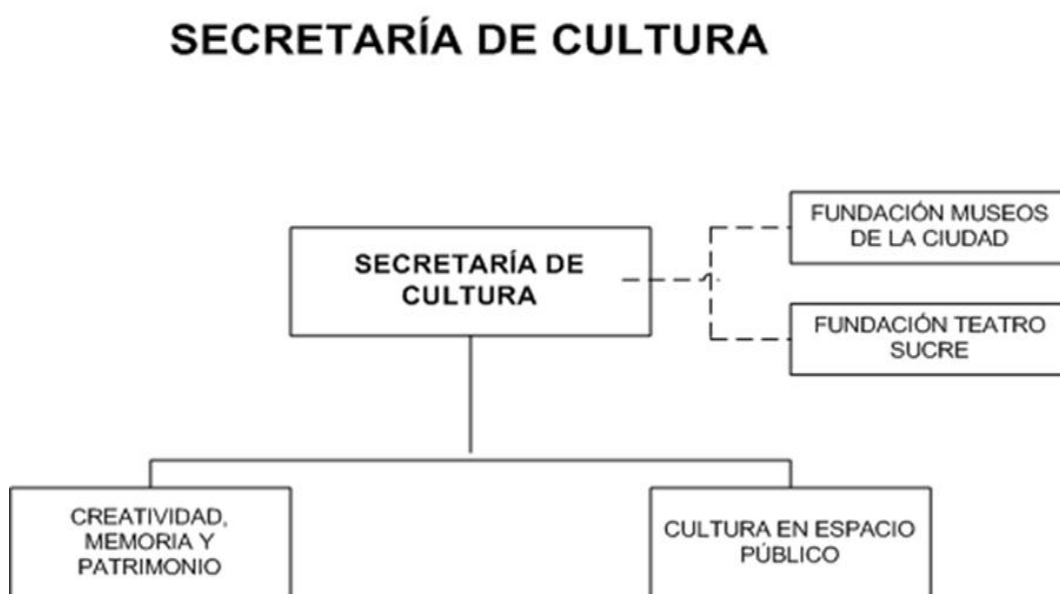 SECRETARÍA DE CULTURA
FUNDACIÓN MUSEOS
DE LA CIUDAD
SECRETARÍA DE
CULTURA
FUNDACIÓN TEATRO
SUCRE
CREATIVIDAD,
MEMORIA Y
PATRIMONIO
CULTURA EN ESPACIO
PÚBLICO